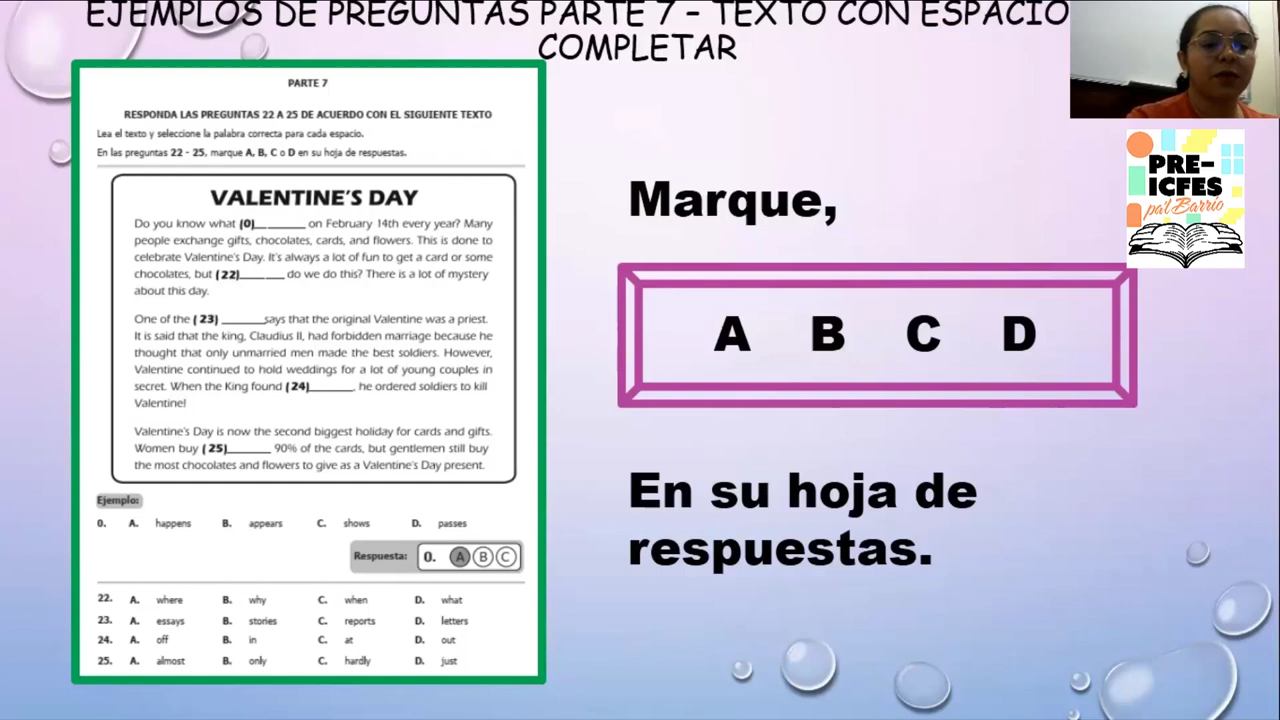 EJEMPLOS DE PREGUNTAS PARTE 7 – TEXTO CON ESPACIO
COMPLETAR
PARTE 7
RESPONDA LAS PREGUNTAS 22 A 25 DE ACUERDO CON EL SIGUIENTE TEXTO
Lea el texto y seleccione la palabra correcta para cada espacio.
En las preguntas 22 - 25, marque A, B, C o D en su hoja de respuestas.
VALENTINE'S DAY
Do you know what (0)__ ______ on February 14th every year? Many
people exchange gifts, chocolates, cards, and flowers. This is done to
celebrate Valentine's Day. It's always a lot of fun to get a card or some
chocolates, but (22)____ ___ do we do this? There is a lot of mystery
about this day.
One of the (23) _______says that the original Valentine was a priest.
It is said that the king, Claudius II, had forbidden marriage because he
thought that only unmarried men made the best soldiers. However,
Valentine continued to hold weddings for a lot of young couples in
secret. When the King found (24)_______, he ordered soldiers to kill
Valentine!
Valentine's Day is now the second biggest holiday for cards and gifts.
Women buy (25)_______ 90% of the cards, but gentlemen still buy
the most chocolates and flowers to give as a Valentine's Day present.
Ejemplo:
0. A. happens B. appears C. shows D. passes
Respuesta: 0. A B C
22. A. where B. why C. when D. what
23. A. essays B. stories C. reports D. letters
24. A. off B. in C. at D. out
25. A. almost B. only C. hardly D. just
Marque,
A B C D
En su hoja de
respuestas.
PRE-
ICFES
pa'l Barrio